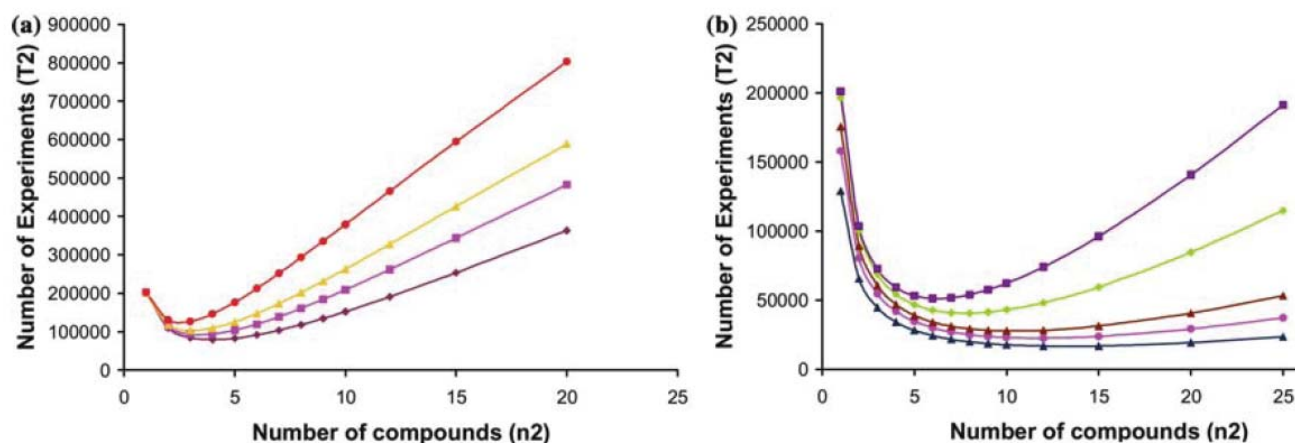 (a)
Number of Experiments (T2)
900000
800000
700000
600000
500000
400000
300000
200000
100000
0
0 5 10 15 20 25
Number of compounds (n2)
(b)
Number of Experiments (T2)
250000
200000
150000
100000
50000
0
0 5 10 15 20 25
Number of compounds (n2)